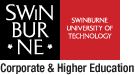 SWIN
BUR
NE
SWINBURNE
UNIVERSITY OF
TECHNOLOGY
Corporate & Higher Education